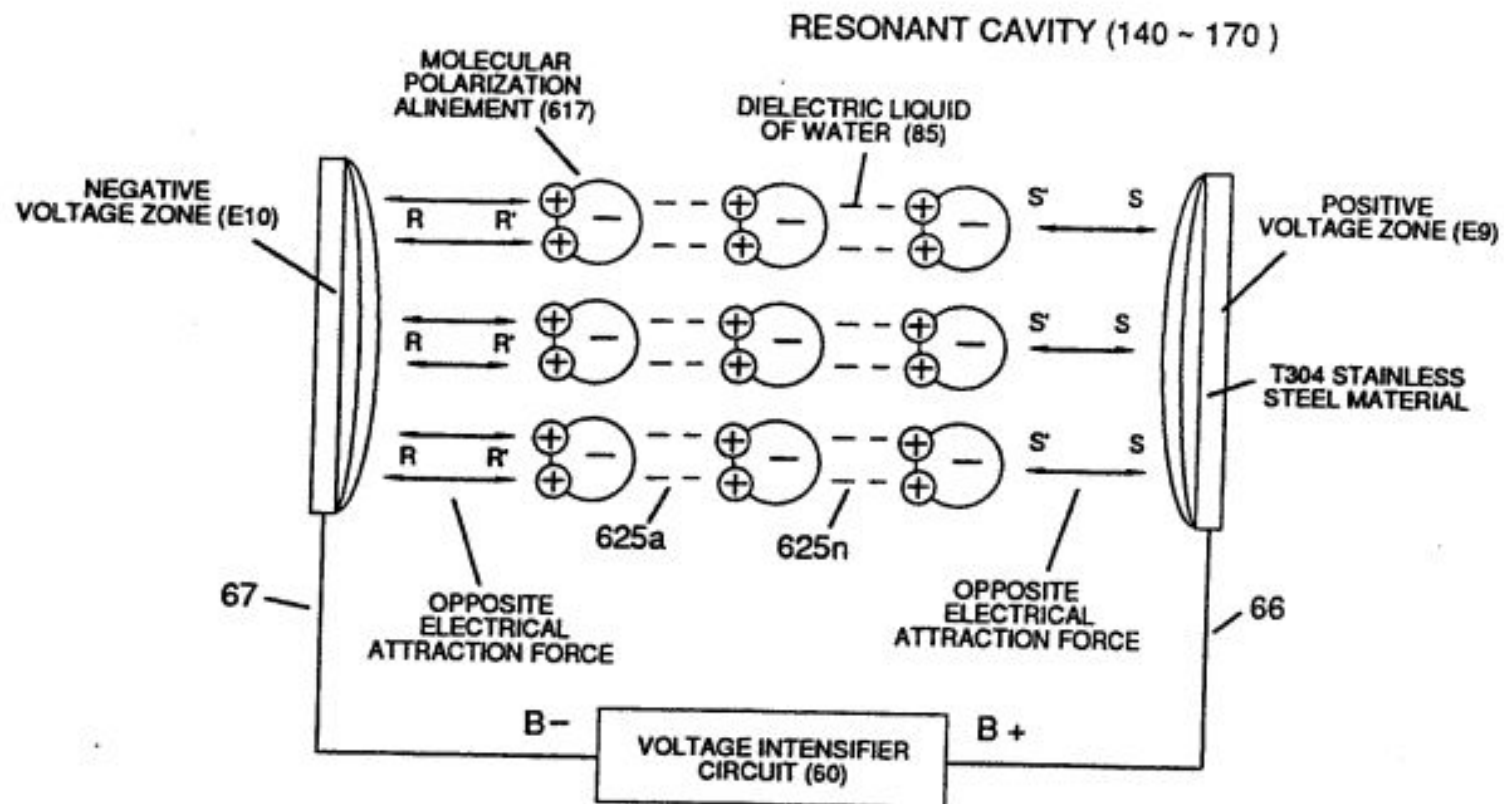 RESONANT CAVITY (140 ~ 170 )
MOLECULAR
POLARIZATION
ALINEMENT (617)
DIELECTRIC LIQUID
OF WATER (85)
NEGATIVE
VOLTAGE ZONE (E10)
POSITIVE
VOLTAGE ZONE (E9)
R R' + + − + + − + + − S' S
R R' + + − + + − + + − S' S
T304 STAINLESS
STEEL MATERIAL
R R' + + − + + − + + − S' S
625a
625n
67
OPPOSITE
ELECTRICAL
ATTRACTION FORCE
OPPOSITE
ELECTRICAL
ATTRACTION FORCE
66
B−
B+
VOLTAGE INTENSIFIER
CIRCUIT (60)